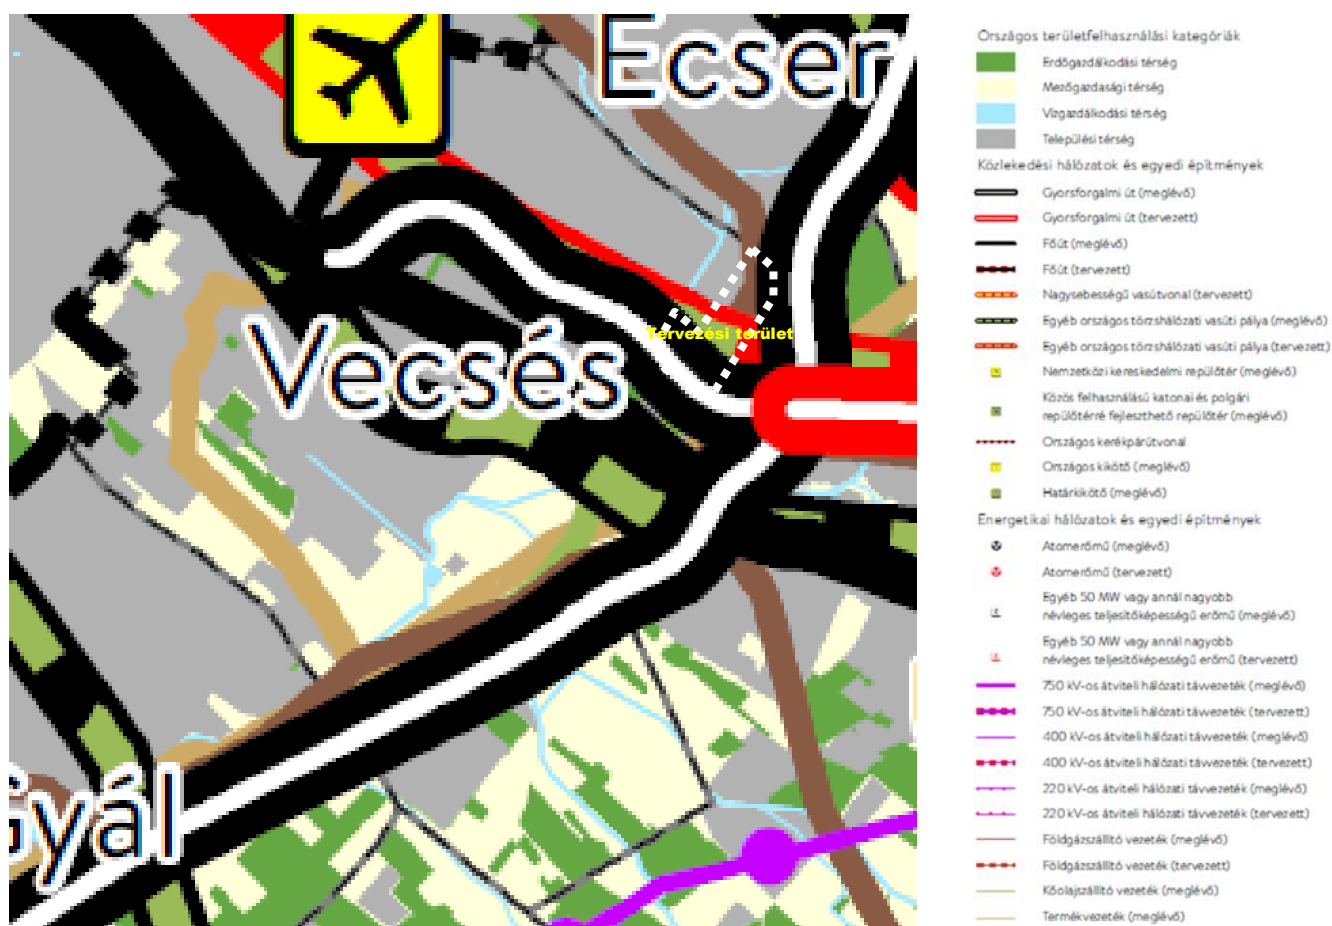 Ecser
Vecsés
Tervezési terület
Gyál
Országos területfelhasználási kategóriák
Erdőgazdálkodási térség
Mezőgazdasági térség
Vízgazdálkodási térség
Települési térség
Közlekedési hálózatok és egyedi építmények
Gyorsforgalmi út (meglévő)
Gyorsforgalmi út (tervezett)
Főút (meglévő)
Főút (tervezett)
Nagysebességű vasútvonal (tervezett)
Egyéb országos törzshálózati vasúti pálya (meglévő)
Egyéb országos törzshálózati vasúti pálya (tervezett)
Nemzetközi kereskedelmi repülőtér (meglévő)
Közös felhasználású katonai és polgári
repülőtérré fejleszthető repülőtér (meglévő)
Országos kerékpárútvonal
Országos kikötő (meglévő)
Határkikötő (meglévő)
Energetikai hálózatok és egyedi építmények
Atomerőmű (meglévő)
Atomerőmű (tervezett)
Egyéb 50 MW vagy annál nagyobb
névleges teljesítőképességű erőmű (meglévő)
Egyéb 50 MW vagy annál nagyobb
névleges teljesítőképességű erőmű (tervezett)
750 kV-os átviteli hálózati távvezeték (meglévő)
750 kV-os átviteli hálózati távvezeték (tervezett)
400 kV-os átviteli hálózati távvezeték (meglévő)
400 kV-os átviteli hálózati távvezeték (tervezett)
220 kV-os átviteli hálózati távvezeték (meglévő)
220 kV-os átviteli hálózati távvezeték (tervezett)
Földgázszállító vezeték (meglévő)
Földgázszállító vezeték (tervezett)
Kőolajszállító vezeték (meglévő)
Termékvezeték (meglévő)